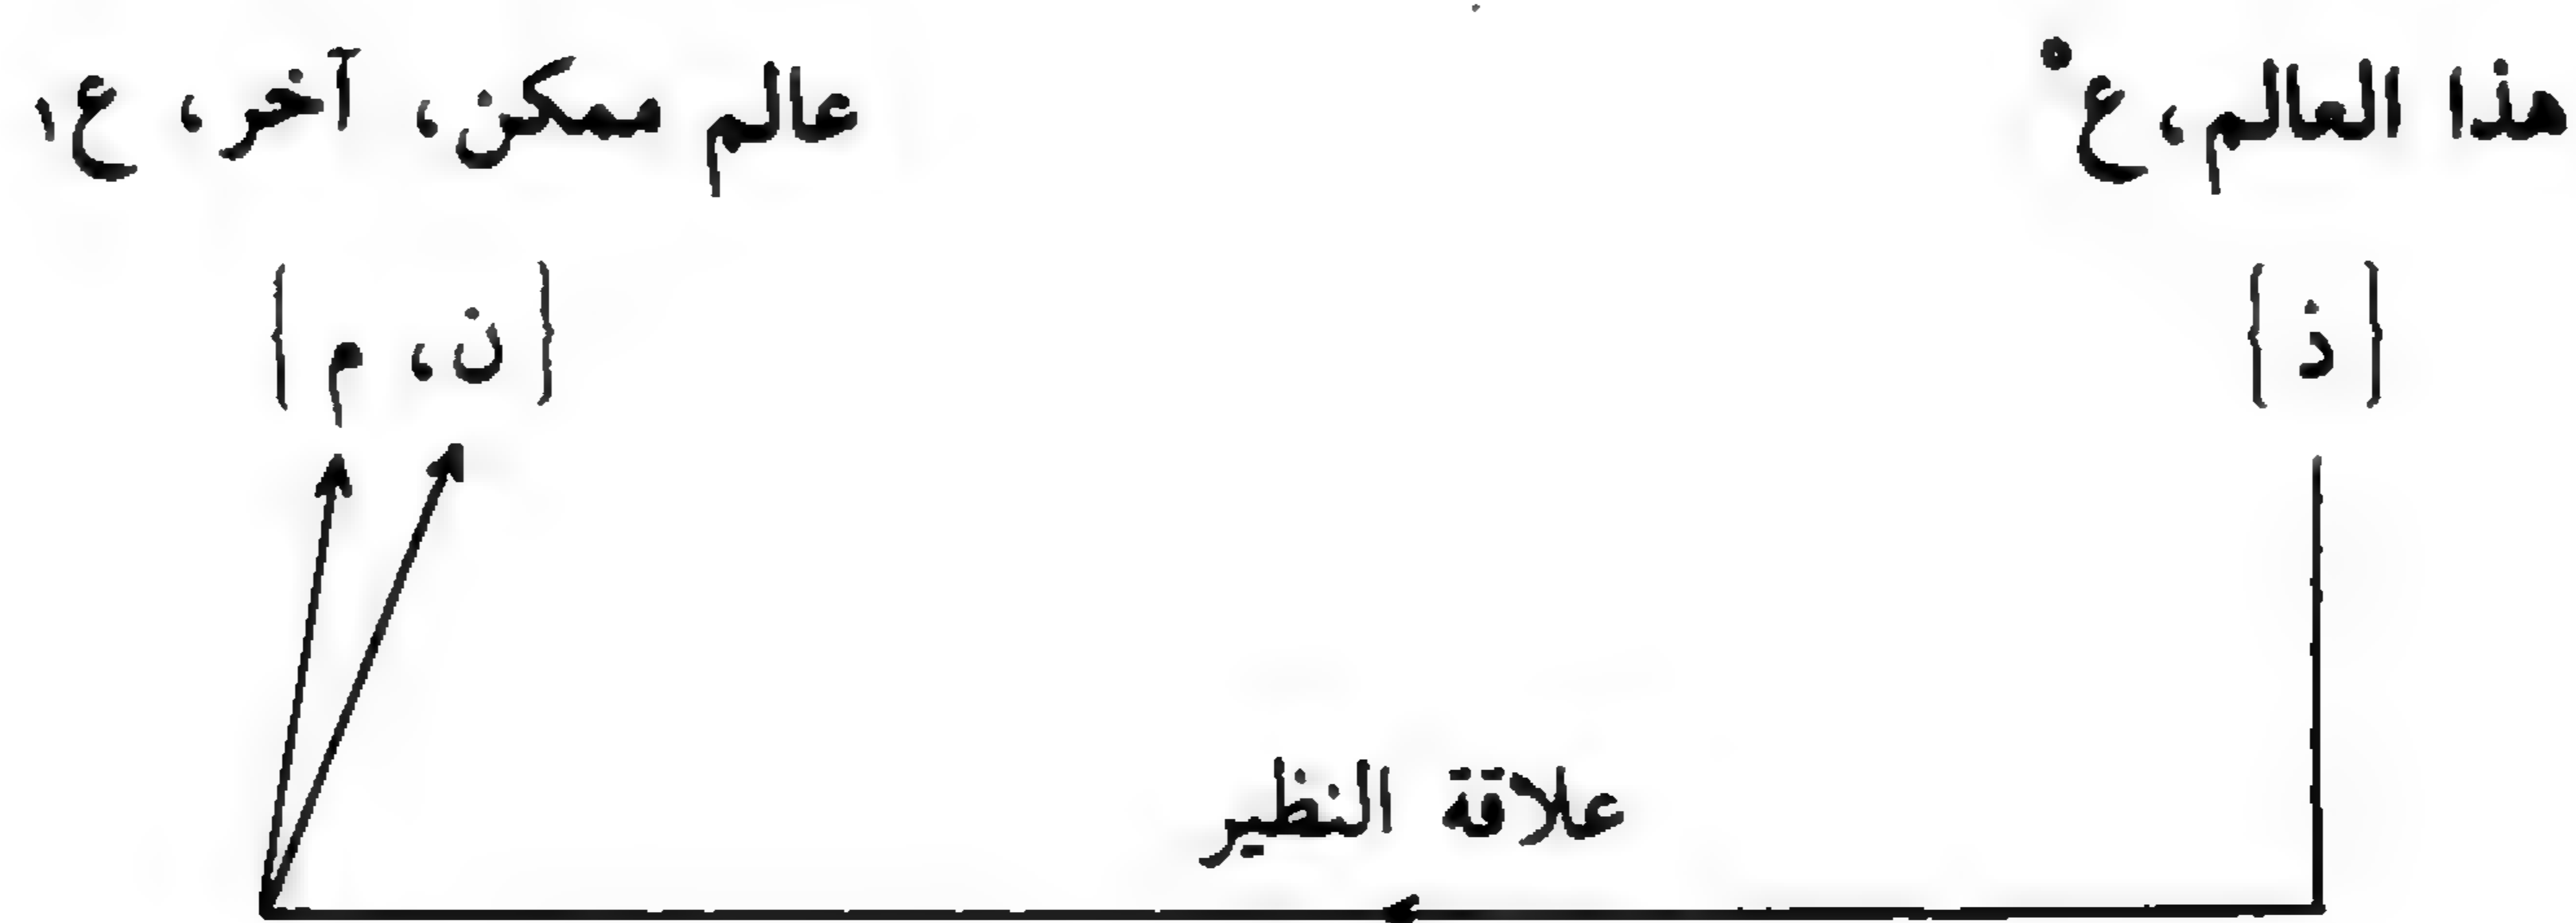 هذا العالم، ع° عالم ممكن، آخر، ع١
{ ذ } { ن، م }
علاقة النظير